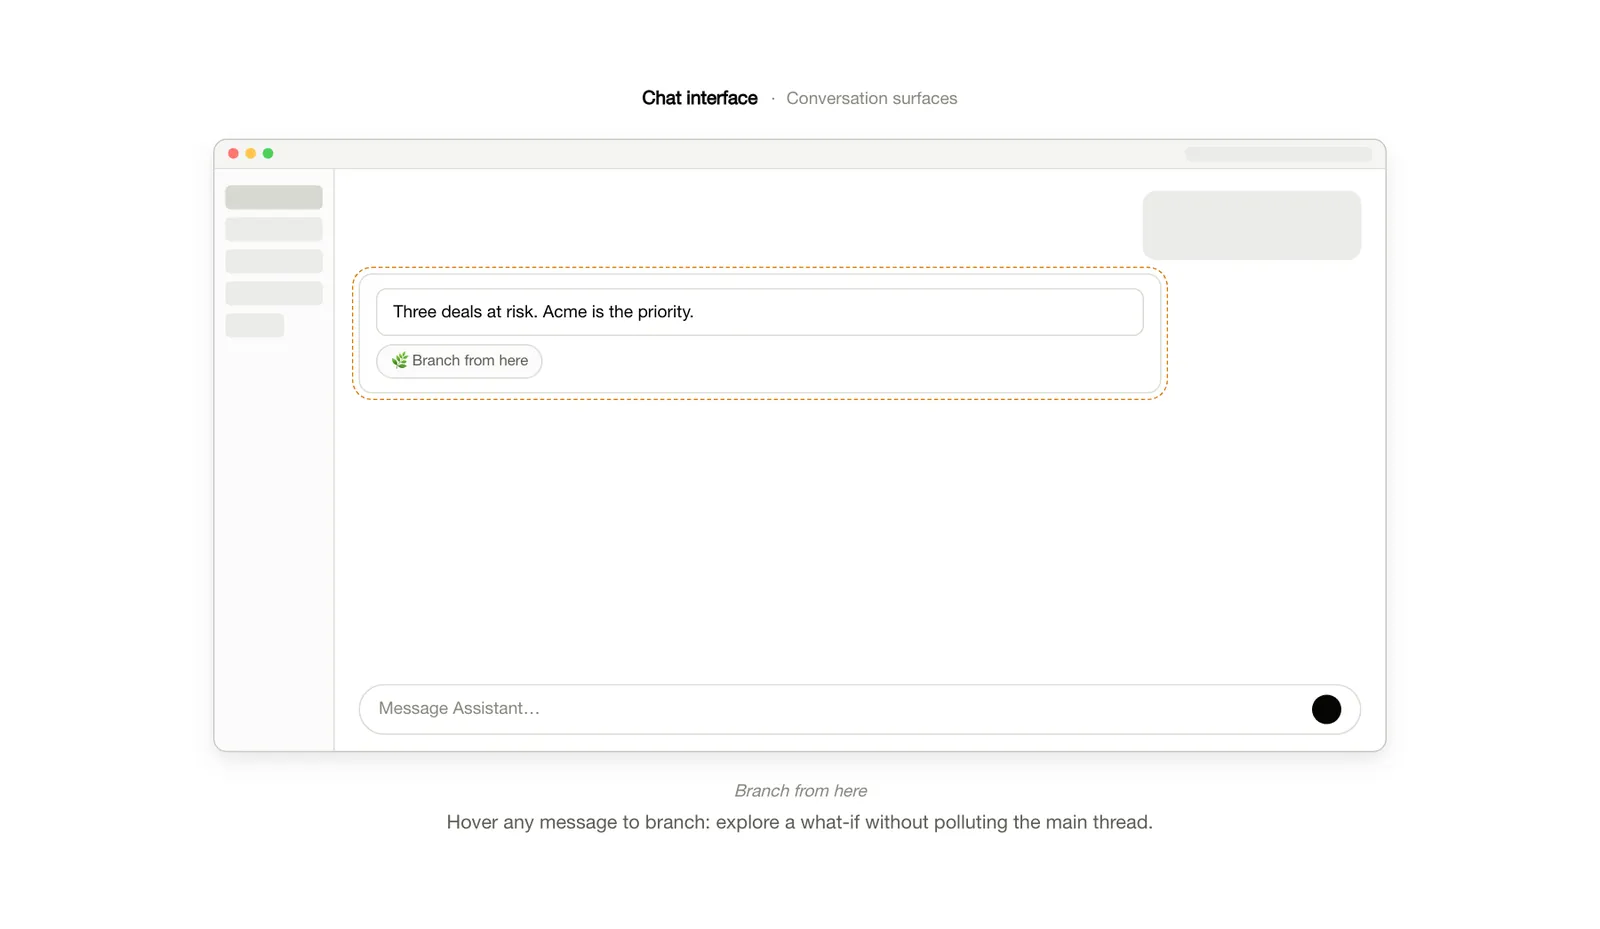 Chat interface · Conversation surfaces
Three deals at risk. Acme is the priority.
🌿 Branch from here
Message Assistant…
Branch from here
Hover any message to branch: explore a what-if without polluting the main thread.